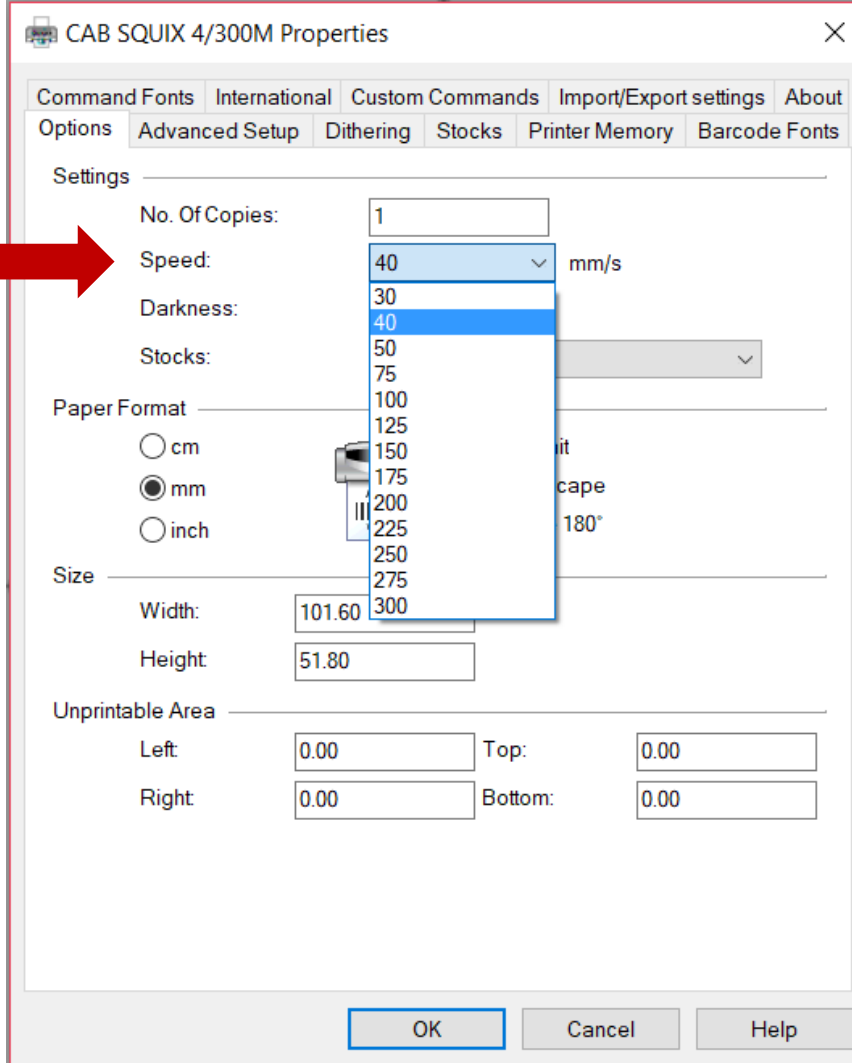 CAB SQUIX 4/300M Properties
Command Fonts International Custom Commands Import/Export settings About
Options Advanced Setup Dithering Stocks Printer Memory Barcode Fonts
Settings
No. Of Copies: 1
Speed: 40 mm/s
30
Darkness:
40
50
Stocks:
75
100
Paper Format
125
cm
150
it
175
mm
cape
200
inch
225
180°
250
Size
275
Width: 101.60
300
Height: 51.80
Unprintable Area
Left: 0.00 Top: 0.00
Right: 0.00 Bottom: 0.00
OK Cancel Help